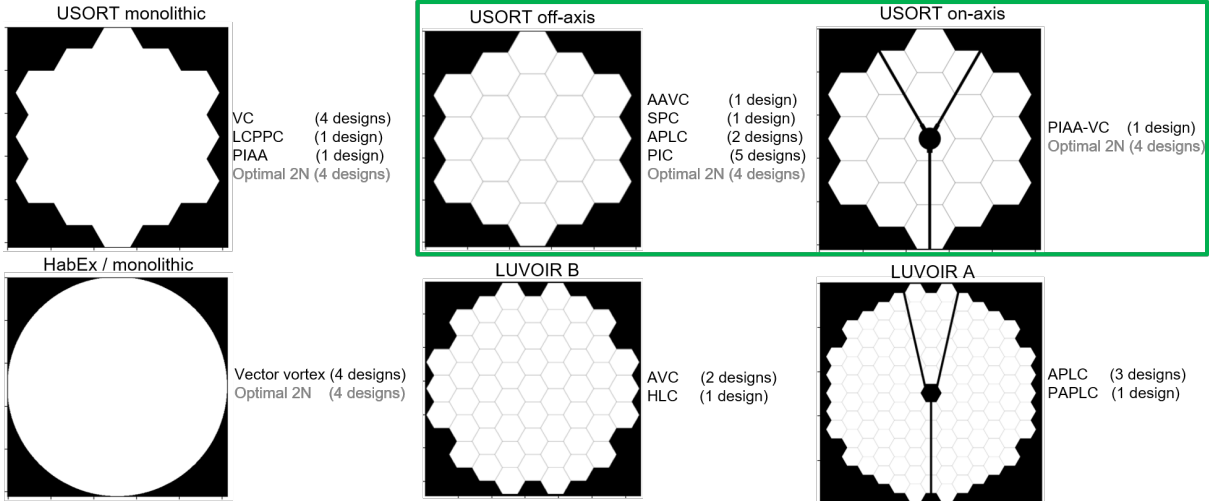 USORT monolithic
VC (4 designs)
LCPPC (1 design)
PIAA (1 design)
Optimal 2N (4 designs)
USORT off-axis
AAVC (1 design)
SPC (1 design)
APLC (2 designs)
PIC (5 designs)
Optimal 2N (4 designs)
USORT on-axis
PIAA-VC (1 design)
Optimal 2N (4 designs)
HabEx / monolithic
Vector vortex (4 designs)
Optimal 2N (4 designs)
LUVOIR B
AVC (2 designs)
HLC (1 design)
LUVOIR A
APLC (3 designs)
PAPLC (1 design)